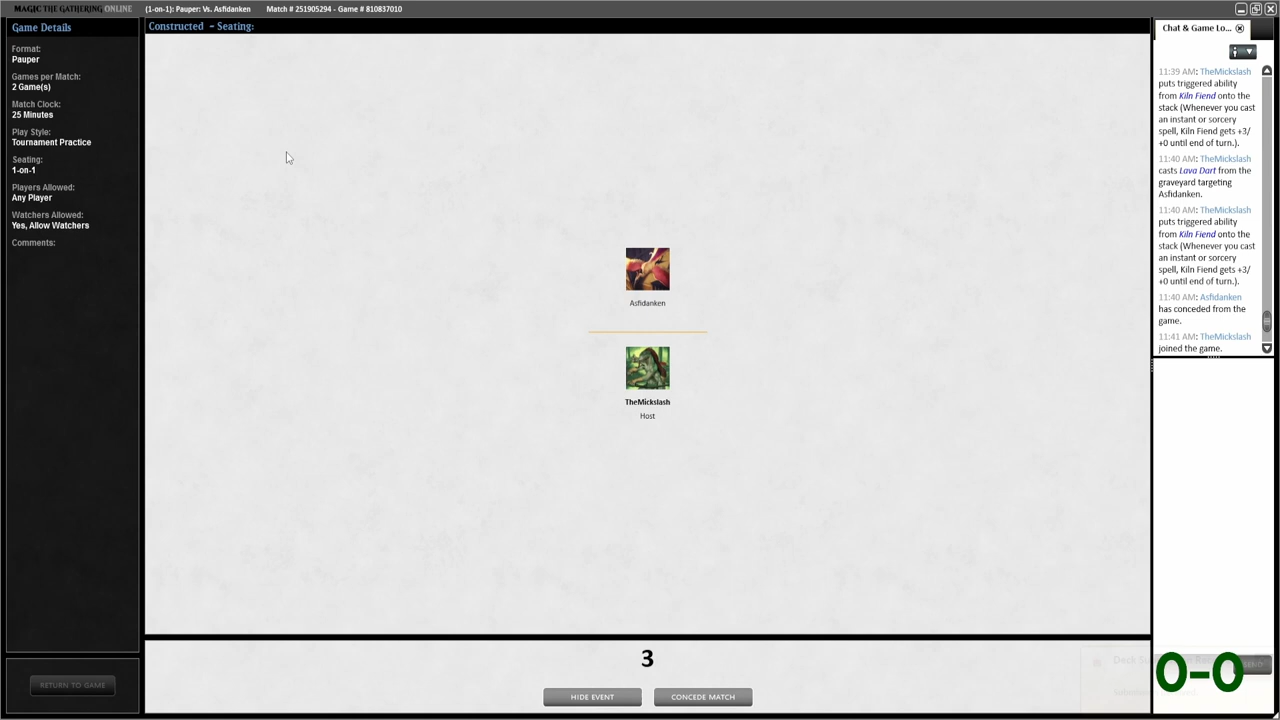 MAGIC THE GATHERING ONLINE (1-on-1): Pauper: Vs. Asfidanken Match # 251905294 - Game # 810837010
Game Details
Format:
Pauper
Games per Match:
2 Game(s)
Match Clock:
25 Minutes
Play Style:
Tournament Practice
Seating:
1-on-1
Players Allowed:
Any Player
Watchers Allowed:
Yes, Allow Watchers
Comments:
RETURN TO GAME
Constructed - Seating:
Asfidanken
TheMickslash
Host
3
HIDE EVENT CONCEDE MATCH
Chat & Game Lo...
11:39 AM: TheMickslash
puts triggered ability
from Kiln Fiend onto the
stack (Whenever you cast
an instant or sorcery
spell, Kiln Fiend gets +3/
+0 until end of turn.).
11:40 AM: TheMickslash
casts Lava Dart from the
graveyard targeting
Asfidanken.
11:40 AM: TheMickslash
puts triggered ability
from Kiln Fiend onto the
stack (Whenever you cast
an instant or sorcery
spell, Kiln Fiend gets +3/
+0 until end of turn.).
11:40 AM: Asfidanken
has conceded from the
game.
11:41 AM: TheMickslash
joined the game.
0-0